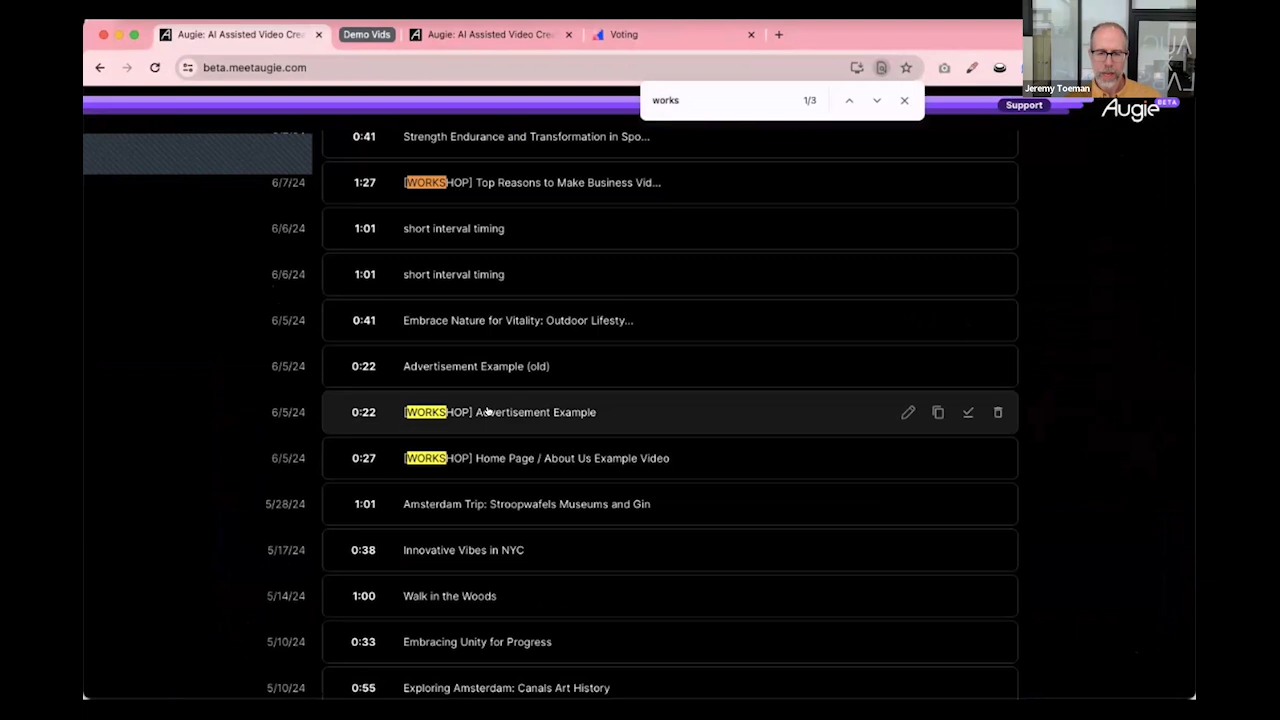 Augie: AI Assisted Video Crea
Demo Vids
Augie: AI Assisted Video Crea
Voting
beta.meetaugie.com
works
1/3
Jeremy Toeman
Support
Augie
BETA
0:41 Strength Endurance and Transformation in Spo...
6/7/24 1:27 [WORKSHOP] Top Reasons to Make Business Vid...
6/6/24 1:01 short interval timing
6/6/24 1:01 short interval timing
6/5/24 0:41 Embrace Nature for Vitality: Outdoor Lifesty...
6/5/24 0:22 Advertisement Example (old)
6/5/24 0:22 [WORKSHOP] Advertisement Example
6/5/24 0:27 [WORKSHOP] Home Page / About Us Example Video
5/28/24 1:01 Amsterdam Trip: Stroopwafels Museums and Gin
5/17/24 0:38 Innovative Vibes in NYC
5/14/24 1:00 Walk in the Woods
5/10/24 0:33 Embracing Unity for Progress
5/10/24 0:55 Exploring Amsterdam: Canals Art History